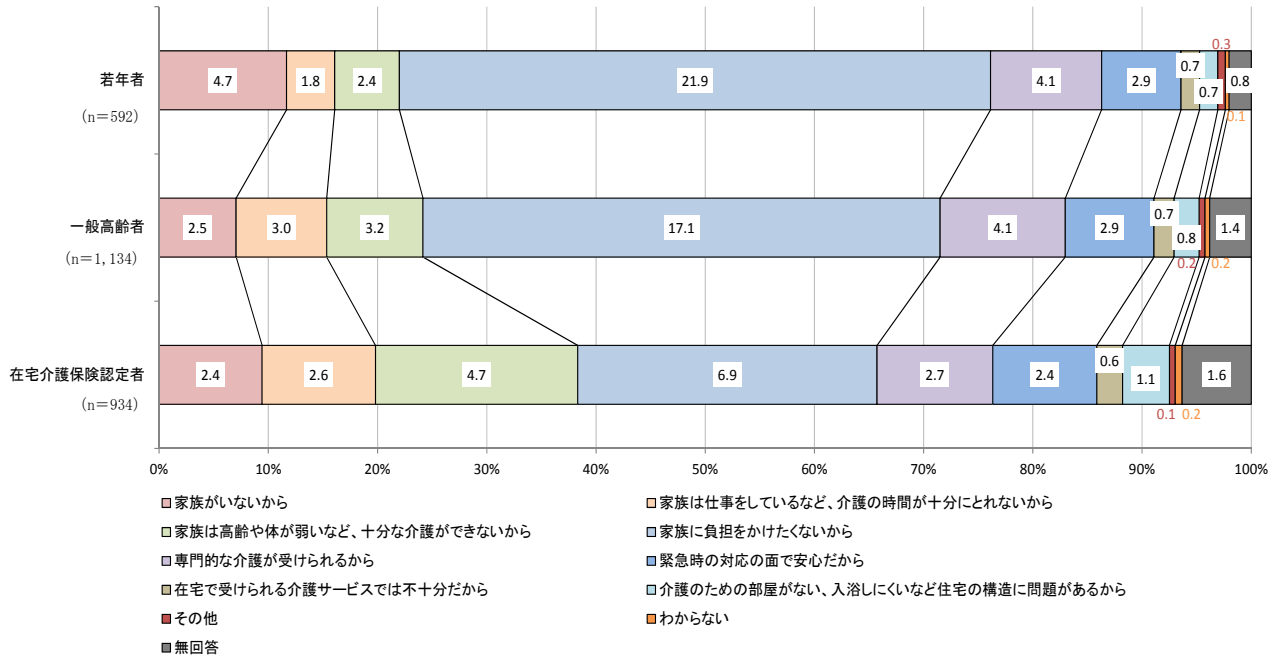 若年者
(n=592)
4.7
1.8
2.4
21.9
4.1
2.9
0.7
0.7
0.3
0.1
0.8
一般高齢者
(n=1,134)
2.5
3.0
3.2
17.1
4.1
2.9
0.7
0.8
0.2
0.2
1.4
在宅介護保険認定者
(n=934)
2.4
2.6
4.7
6.9
2.7
2.4
0.6
1.1
0.1
0.2
1.6
0% 10% 20% 30% 40% 50% 60% 70% 80% 90% 100%
家族がいないから
家族は仕事をしているなど、介護の時間が十分にとれないから
家族は高齢や体が弱いなど、十分な介護ができないから
家族に負担をかけたくないから
専門的な介護が受けられるから
緊急時の対応の面で安心だから
在宅で受けられる介護サービスでは不十分だから
介護のための部屋がない、入浴しにくいなど住宅の構造に問題があるから
その他
わからない
無回答